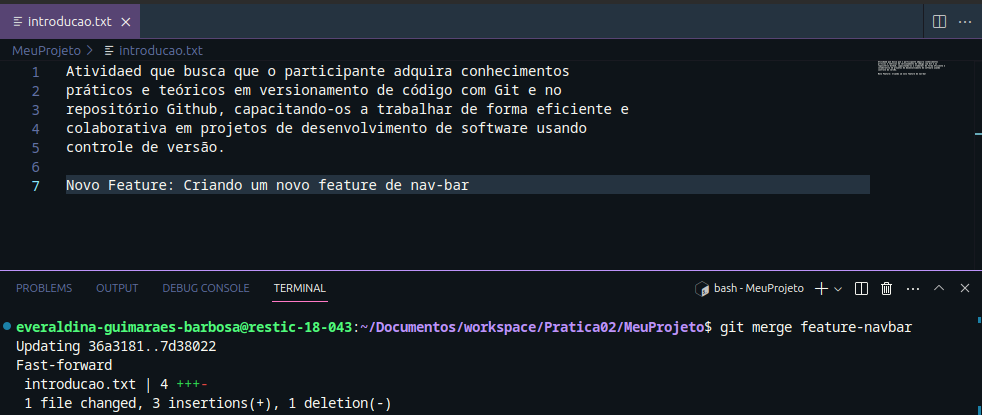 introducao.txt
MeuProjeto > introducao.txt
1 Atividaed que busca que o participante adquira conhecimentos
2 práticos e teóricos em versionamento de código com Git e no
3 repositório Github, capacitando-os a trabalhar de forma eficiente e
4 colaborativa em projetos de desenvolvimento de software usando
5 controle de versão.
6
7 Novo Feature: Criando um novo feature de nav-bar
PROBLEMS OUTPUT DEBUG CONSOLE TERMINAL bash - MeuProjeto
everaldina-guimaraes-barbosa@restic-18-043:~/Documentos/workspace/Pratica02/MeuProjeto$ git merge feature-navbar
Updating 36a3181..7d38022
Fast-forward
introducao.txt | 4 +++-
1 file changed, 3 insertions(+), 1 deletion(-)